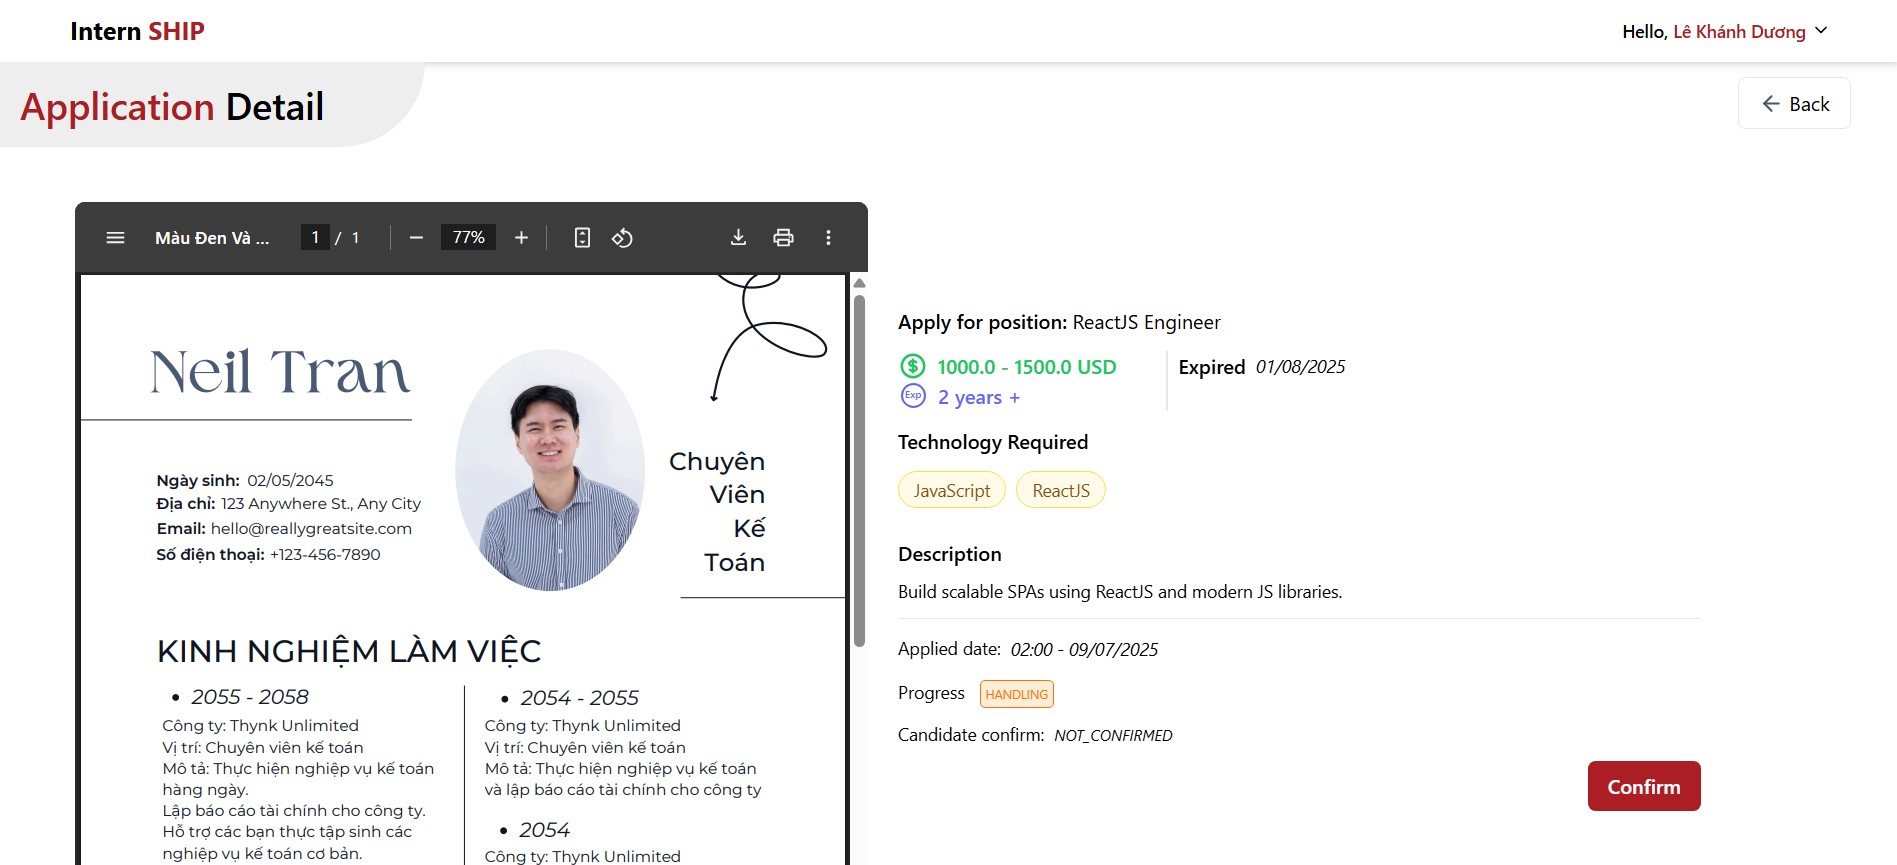 Intern SHIP
Hello, Lê Khánh Dương
Application Detail
Back
Màu Đen Và ...
1 / 1
77%
Neil Tran
Ngày sinh: 02/05/2045
Địa chỉ: 123 Anywhere St., Any City
Email: hello@reallygreatsite.com
Số điện thoại: +123-456-7890
Chuyên
Viên
Kế
Toán
KINH NGHIỆM LÀM VIỆC
• 2055 - 2058
Công ty: Thynk Unlimited
Vị trí: Chuyên viên kế toán
Mô tả: Thực hiện nghiệp vụ kế toán
hàng ngày.
Lập báo cáo tài chính cho công ty.
Hỗ trợ các bạn thực tập sinh các
nghiệp vụ kế toán cơ bản.
• 2054 - 2055
Công ty: Thynk Unlimited
Vị trí: Chuyên viên kế toán
Mô tả: Thực hiện nghiệp vụ kế toán
và lập báo cáo tài chính cho công ty
• 2054
Công ty: Thynk Unlimited
Apply for position: ReactJS Engineer
1000.0 - 1500.0 USD
Exp 2 years +
Expired 01/08/2025
Technology Required
JavaScript
ReactJS
Description
Build scalable SPAs using ReactJS and modern JS libraries.
Applied date: 02:00 - 09/07/2025
Progress HANDLING
Candidate confirm: NOT_CONFIRMED
Confirm